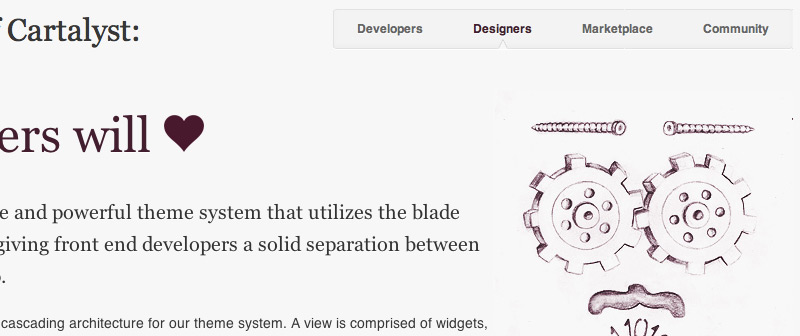 f Cartalyst:
Developers Designers Marketplace Community
ers will
e and powerful theme system that utilizes the blade
giving front end developers a solid separation between
.
cascading architecture for our theme system. A view is comprised of widgets,